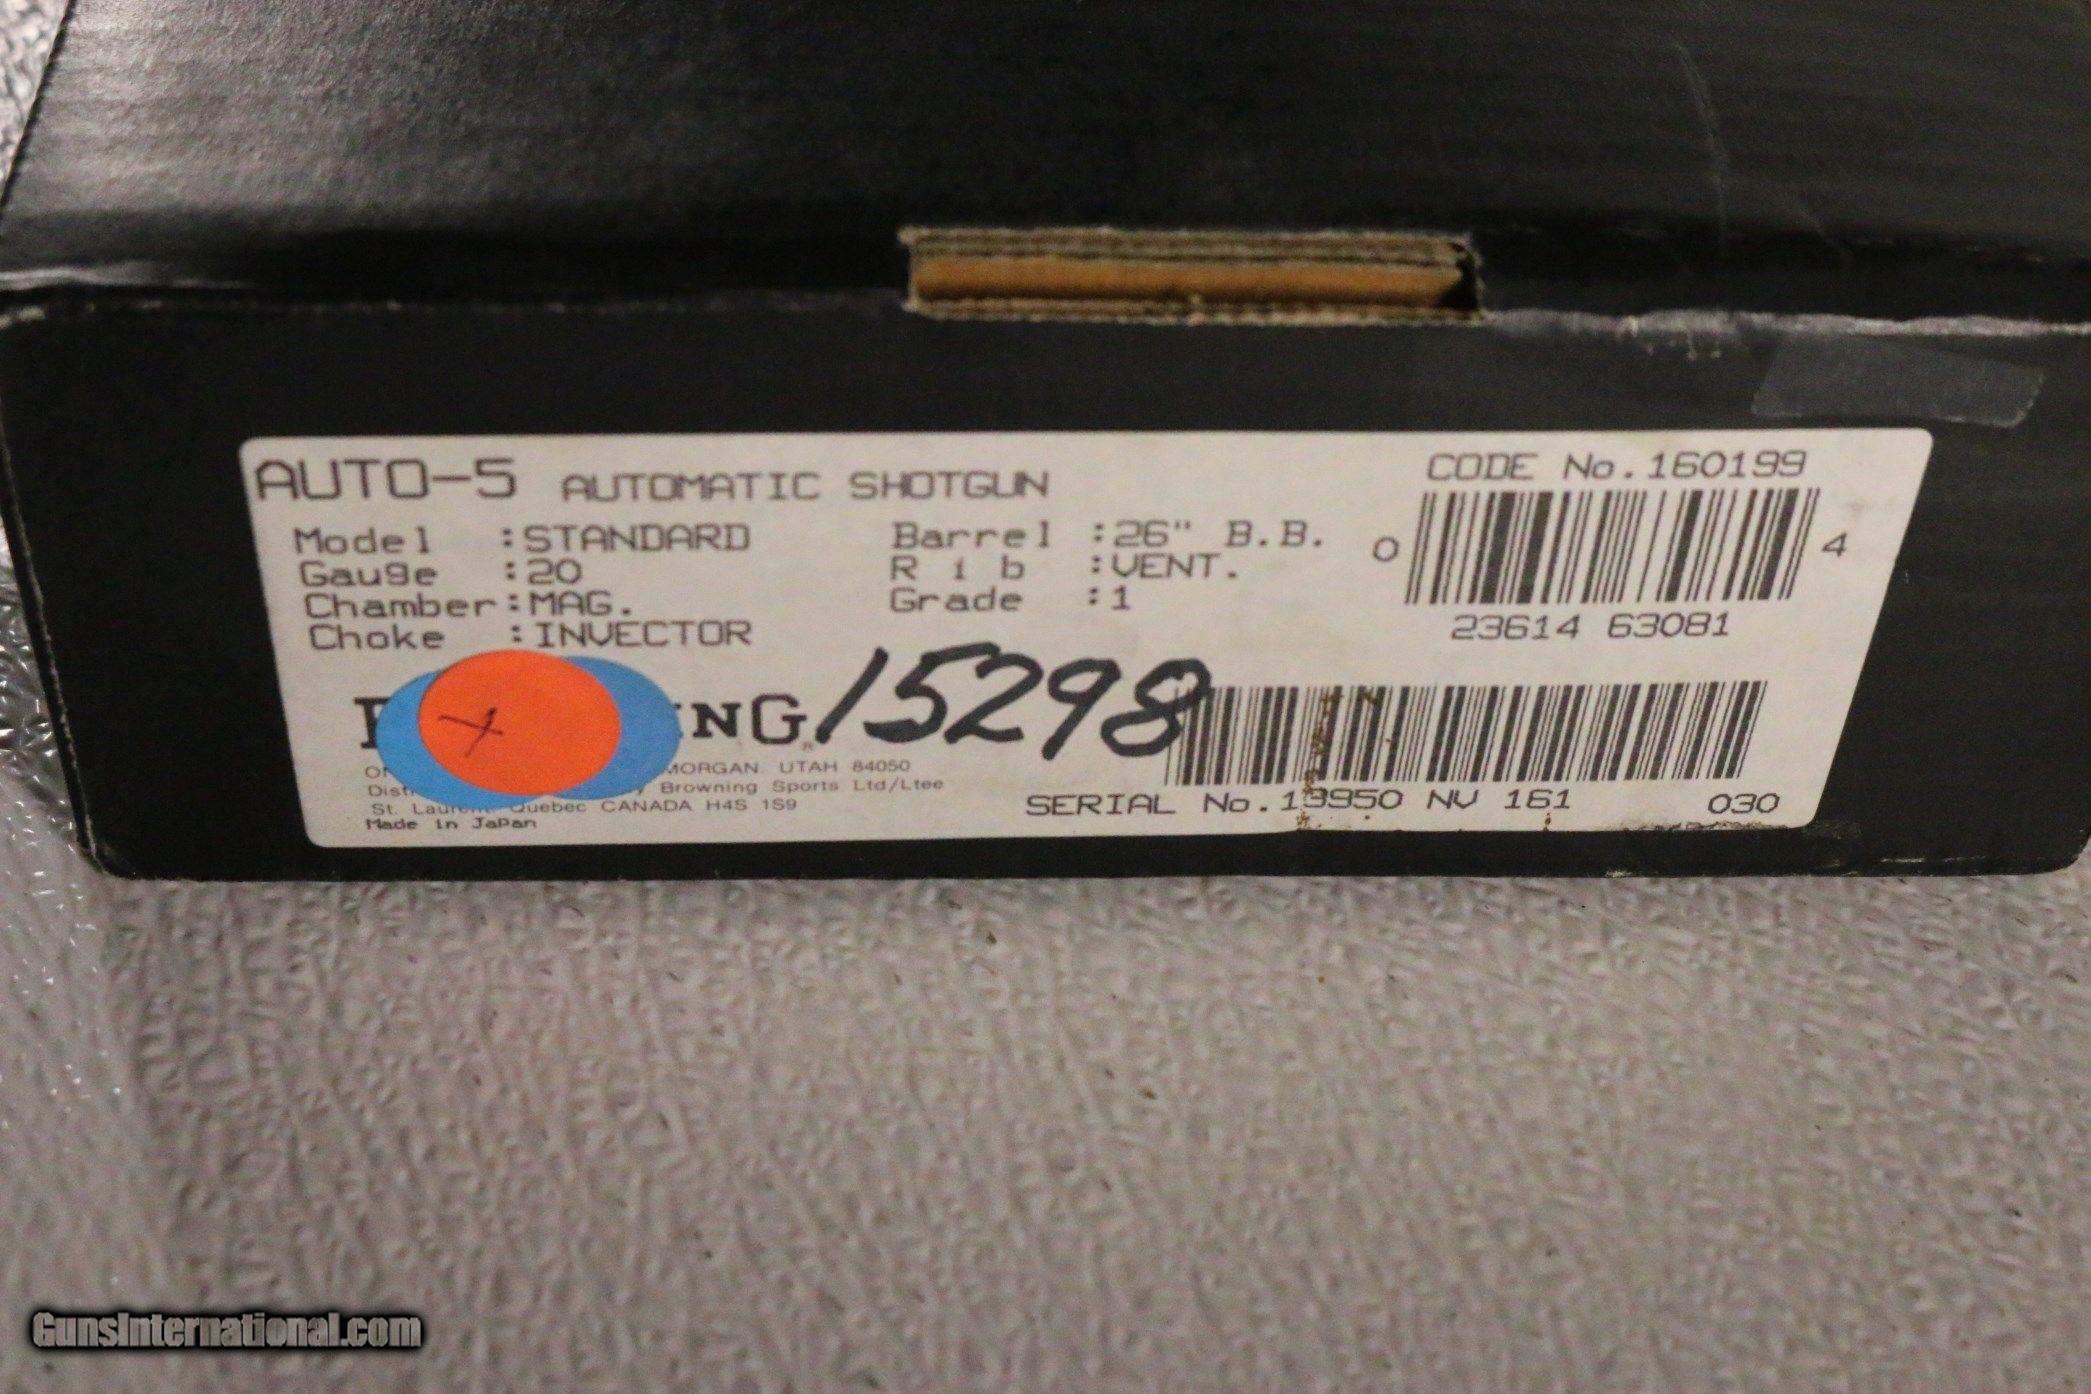 AUTO-5 AUTOMATIC SHOTGUN
Model :STANDARD
Gauge :20
Chamber:MAG.
Choke :INVECTOR
Barrel :26" B.B.
Rib :VENT.
Grade :1
CODE No.160199
0 4
23614 63081
15298
MORGAN. UTAH 84050
Browning Sports Ltd/Ltee
St. Quebec CANADA H4S 1S9
Made in Japan
SERIAL No.19950 NV 161 030
GunsInternational.com